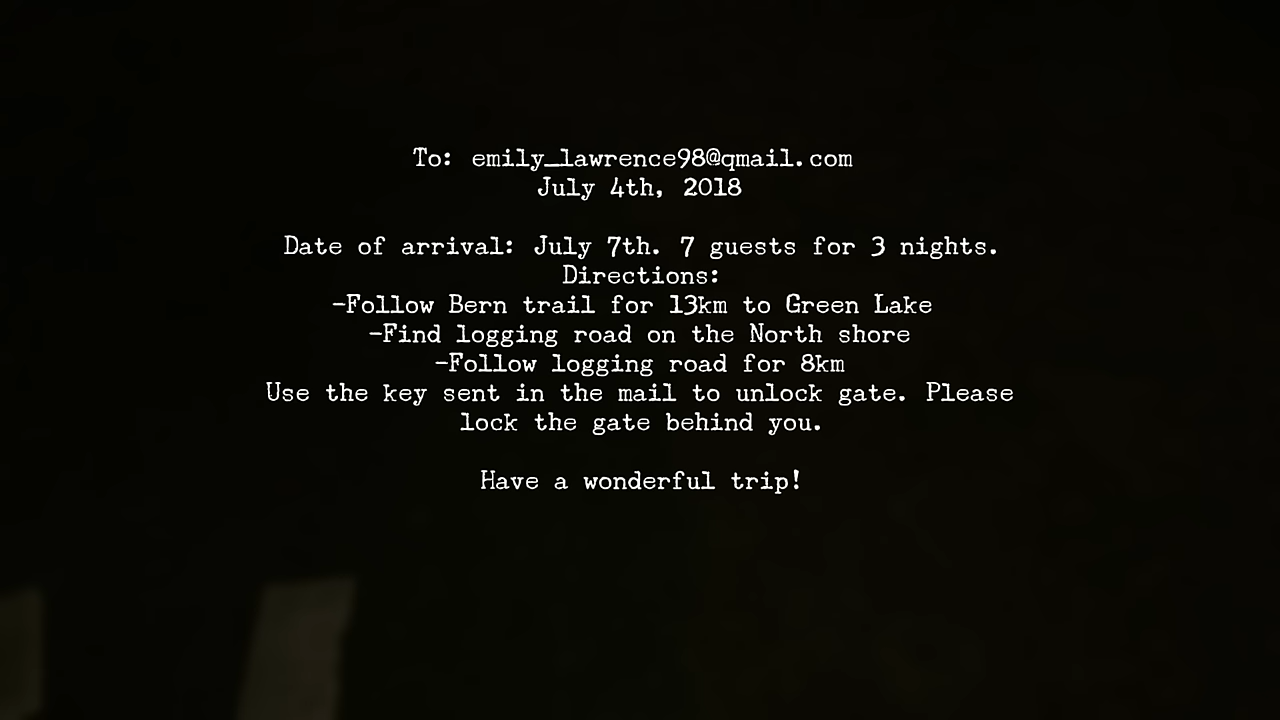 To: emily_lawrence98@qmail.com
July 4th, 2018
Date of arrival: July 7th. 7 guests for 3 nights.
Directions:
-Follow Bern trail for 13km to Green Lake
-Find logging road on the North shore
-Follow logging road for 8km
Use the key sent in the mail to unlock gate. Please
lock the gate behind you.
Have a wonderful trip!